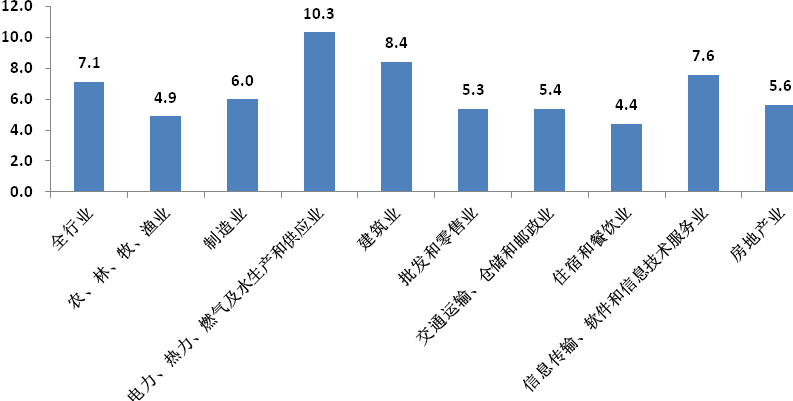 12.0
10.0
8.0
6.0
4.0
2.0
0.0
7.1
4.9
6.0
10.3
8.4
5.3
5.4
4.4
7.6
5.6
全行业
农、林、牧、渔业
制造业
电力、热力、燃气及水生产和供应业
建筑业
批发和零售业
交通运输、仓储和邮政业
住宿和餐饮业
信息传输、软件和信息技术服务业
房地产业